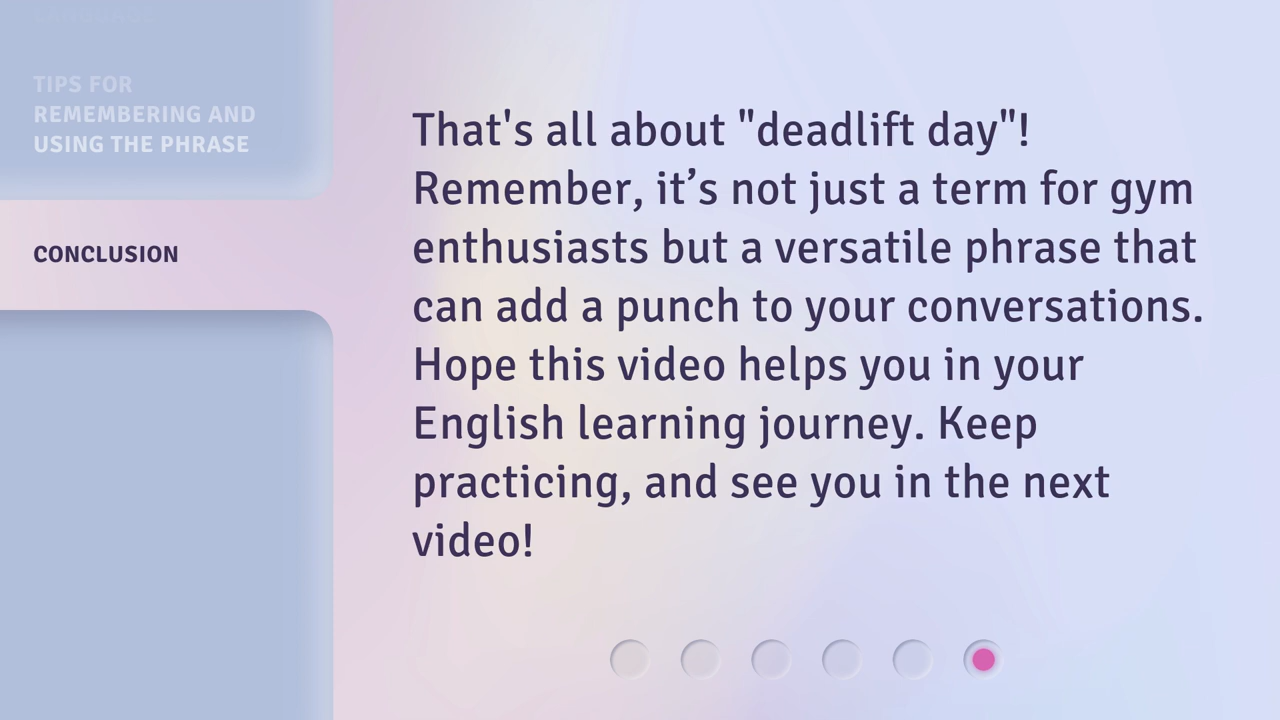 LANGUAGE
TIPS FOR
REMEMBERING AND
USING THE PHRASE
CONCLUSION
That's all about "deadlift day"!
Remember, it’s not just a term for gym
enthusiasts but a versatile phrase that
can add a punch to your conversations.
Hope this video helps you in your
English learning journey. Keep
practicing, and see you in the next
video!